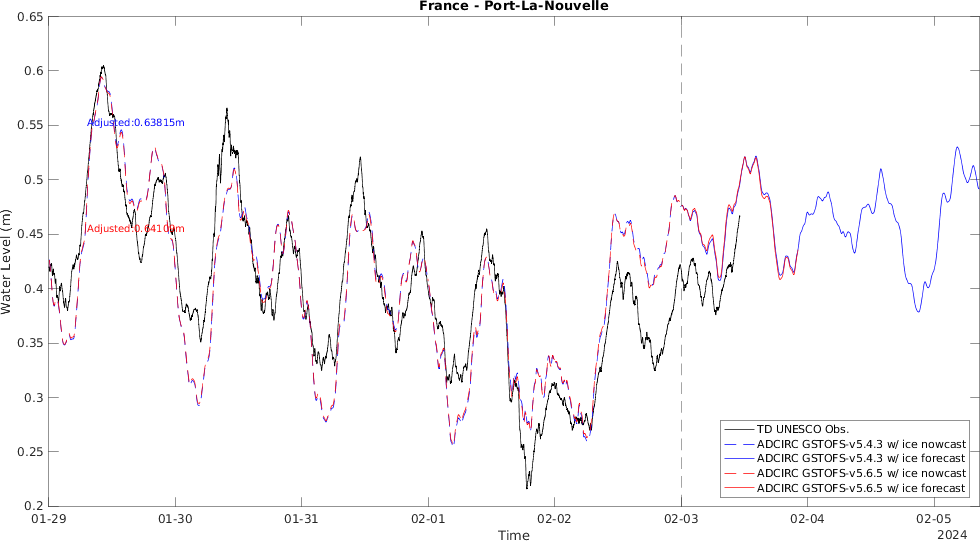 France - Port-La-Nouvelle
0.65
0.6
0.55
0.5
0.45
0.4
0.35
0.3
0.25
0.2
Water Level (m)
Adjusted:0.63815m
Adjusted:0.64100m
TD UNESCO Obs.
ADCIRC GSTOFS-v5.4.3 w/ ice nowcast
ADCIRC GSTOFS-v5.4.3 w/ ice forecast
ADCIRC GSTOFS-v5.6.5 w/ ice nowcast
ADCIRC GSTOFS-v5.6.5 w/ ice forecast
01-29 01-30 01-31 02-01 02-02 02-03 02-04 02-05
Time
2024